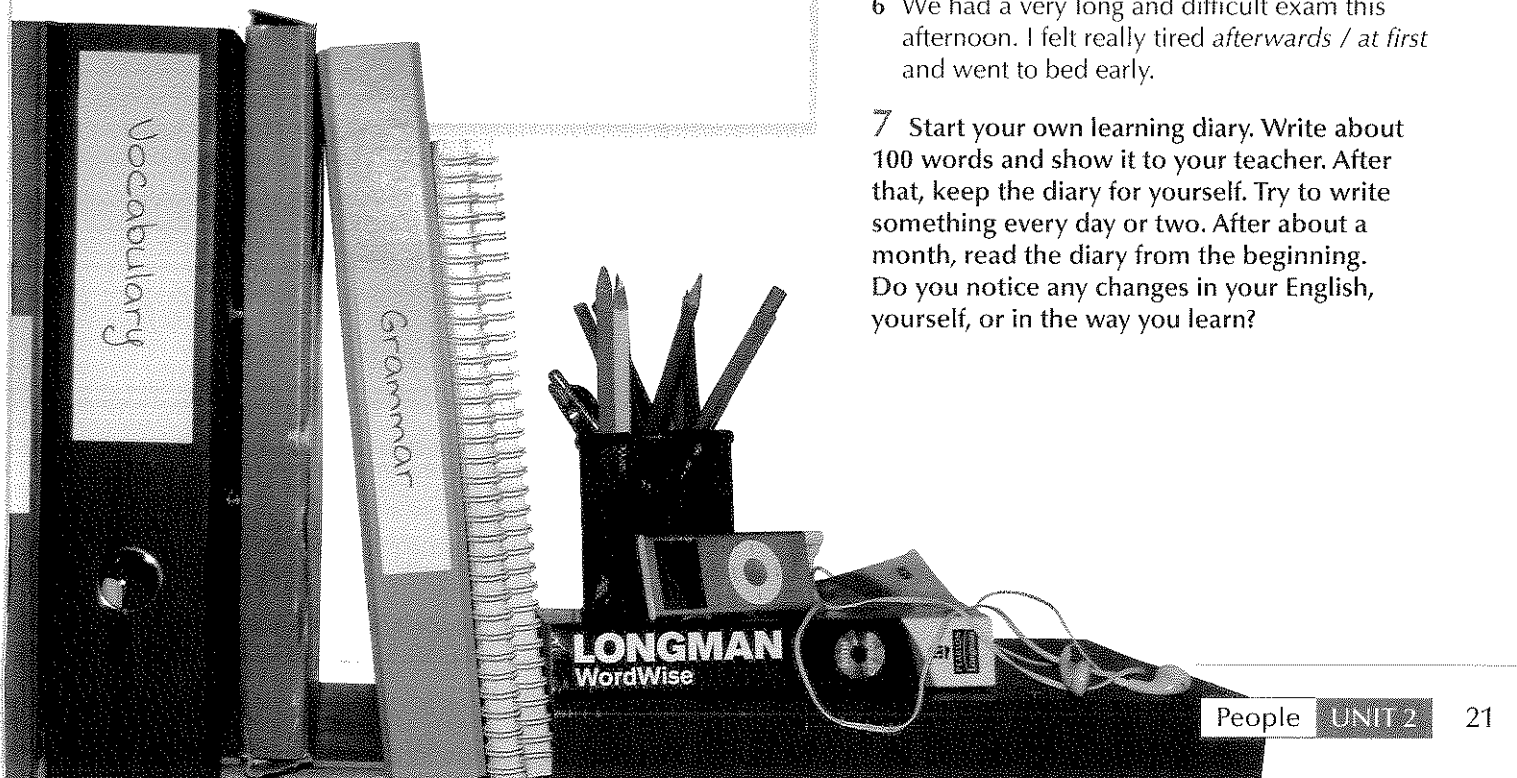 6 We had a very long and difficult exam this
afternoon. I felt really tired afterwards / at first
and went to bed early.
7 Start your own learning diary. Write about
100 words and show it to your teacher. After
that, keep the diary for yourself. Try to write
something every day or two. After about a
month, read the diary from the beginning.
Do you notice any changes in your English,
yourself, or in the way you learn?
Vocabulary
Grammar
LONGMAN
WordWise
People UNIT 2 21